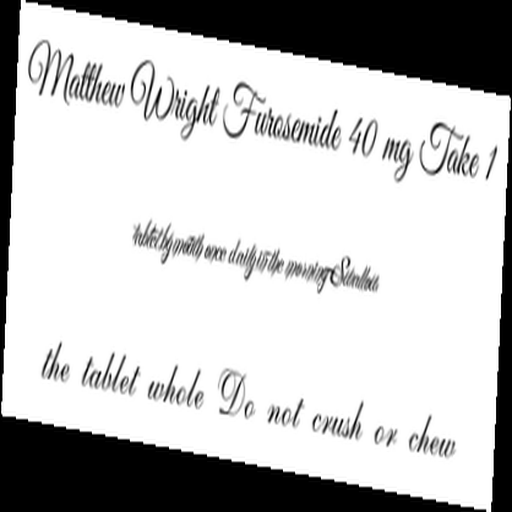 Matthew Wright Furosemide 40 mg Take 1
tablet by mouth once daily in the morning Swallow
the tablet whole Do not crush or chew